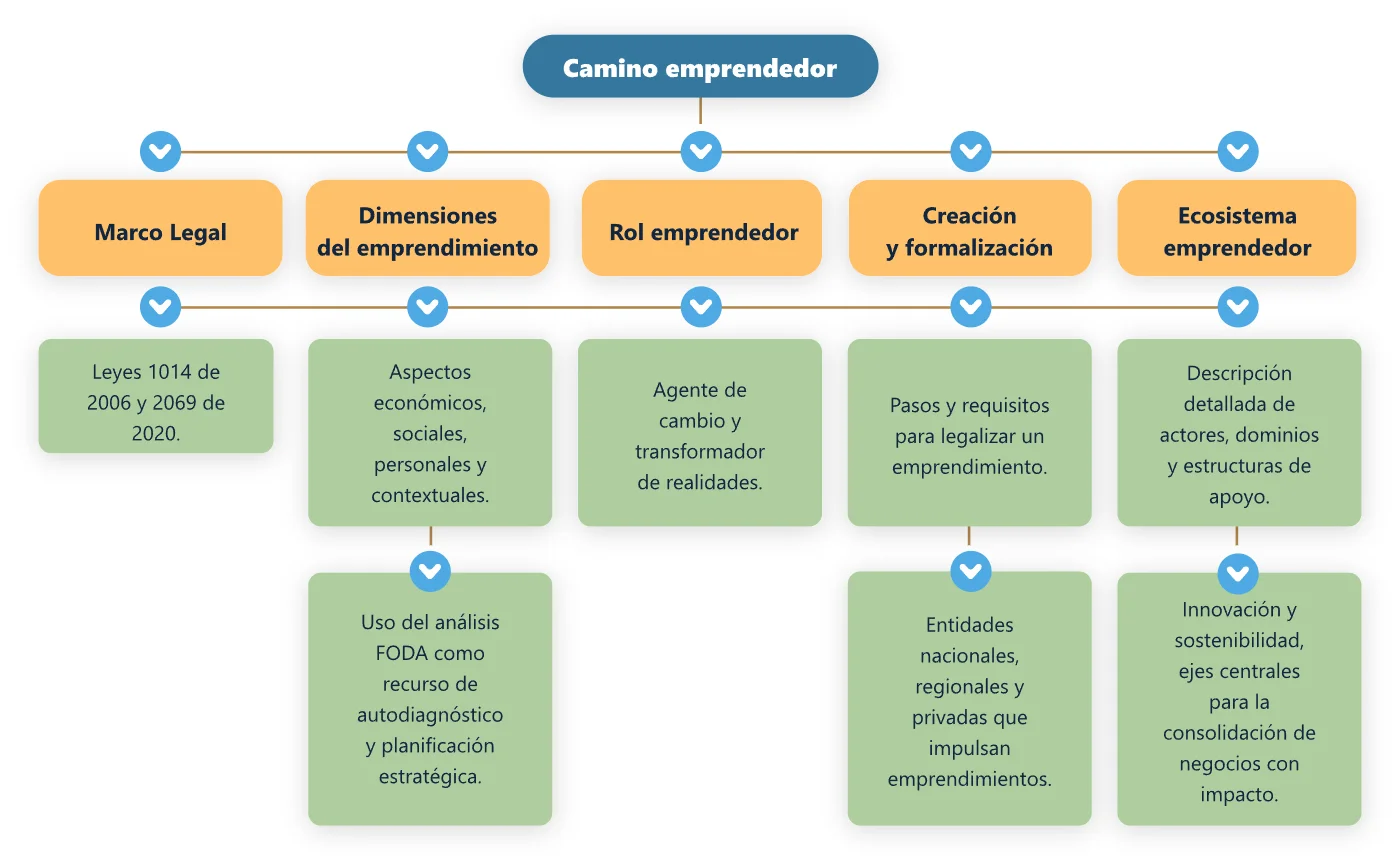 Camino emprendedor
Marco Legal
Dimensiones
del emprendimiento
Rol emprendedor
Creación
y formalización
Ecosistema
emprendedor
Leyes 1014 de
2006 y 2069 de
2020.
Aspectos
económicos,
sociales,
personales y
contextuales.
Agente de
cambio y
transformador
de realidades.
Pasos y requisitos
para legalizar un
emprendimiento.
Descripción
detallada de
actores, dominios
y estructuras de
apoyo.
Uso del análisis
FODA como
recurso de
autodiagnóstico
y planificación
estratégica.
Entidades
nacionales,
regionales y
privadas que
impulsan
emprendimientos.
Innovación y
sostenibilidad,
ejes centrales
para la
consolidación de
negocios con
impacto.